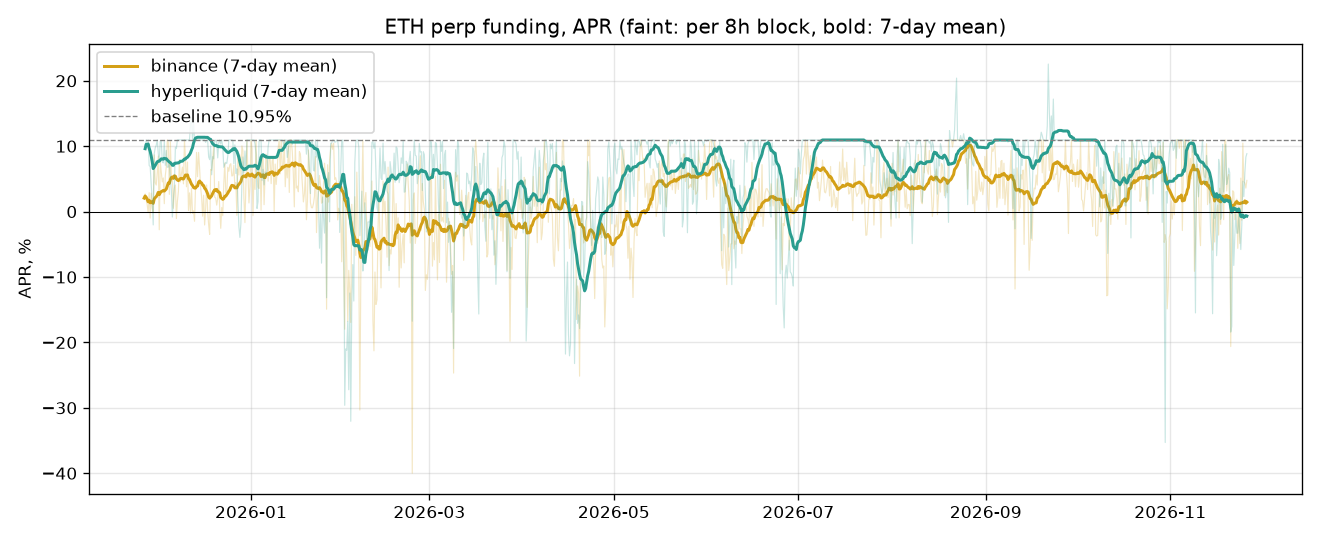 ETH perp funding, APR (faint: per 8h block, bold: 7-day mean)
binance (7-day mean)
hyperliquid (7-day mean)
baseline 10.95%
APR, %
20
10
0
−10
−20
−30
−40
2026-01
2026-03
2026-05
2026-07
2026-09
2026-11